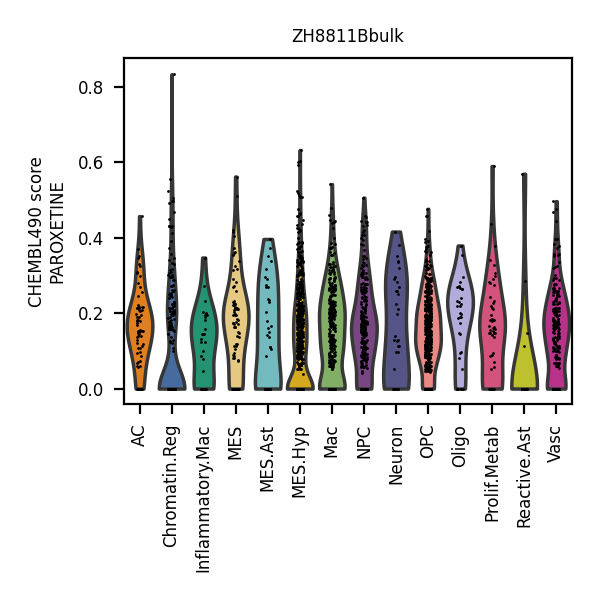 ZH8811Bbulk
CHEMBL490 score
PAROXETINE
0.8
0.6
0.4
0.2
0.0
AC
Chromatin.Reg
Inflammatory.Mac
MES
MES.Ast
MES.Hyp
Mac
NPC
Neuron
OPC
Oligo
Prolif.Metab
Reactive.Ast
Vasc